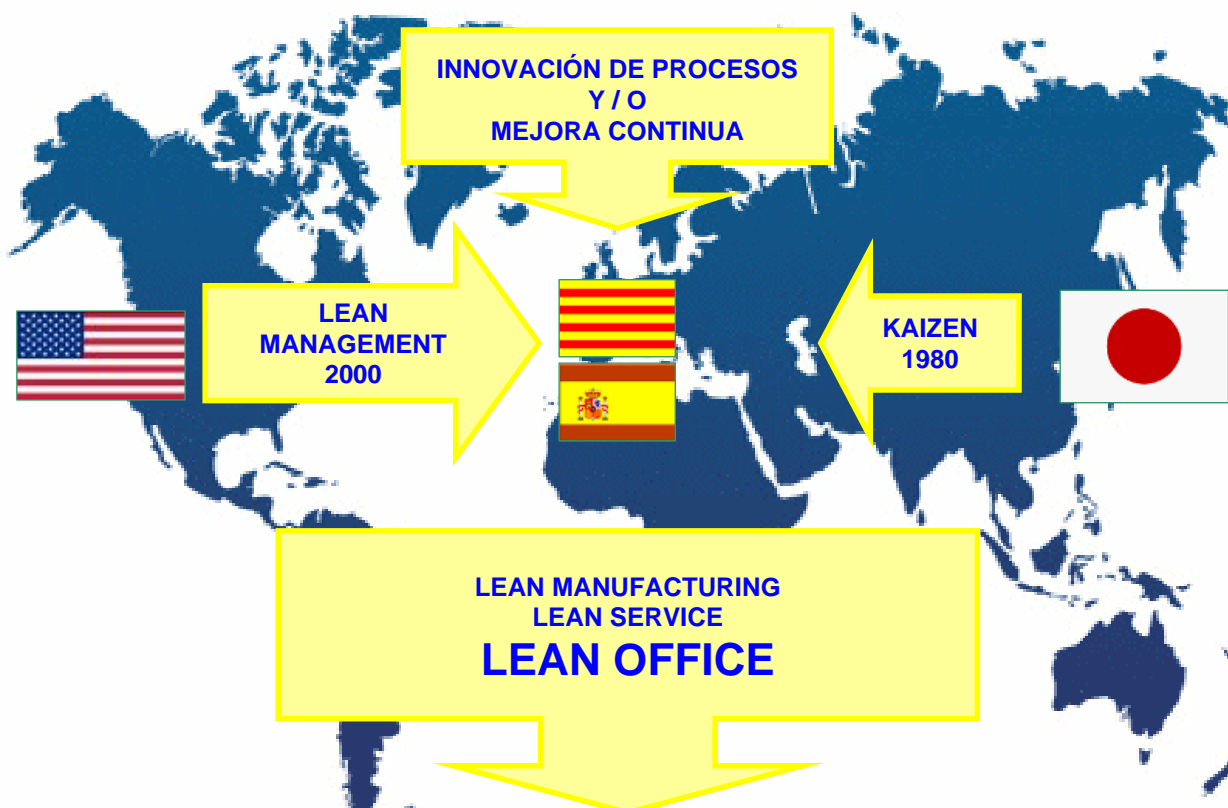 INNOVACIÓN DE PROCESOS
Y / O
MEJORA CONTINUA
LEAN
MANAGEMENT
2000
KAIZEN
1980
LEAN MANUFACTURING
LEAN SERVICE
LEAN OFFICE